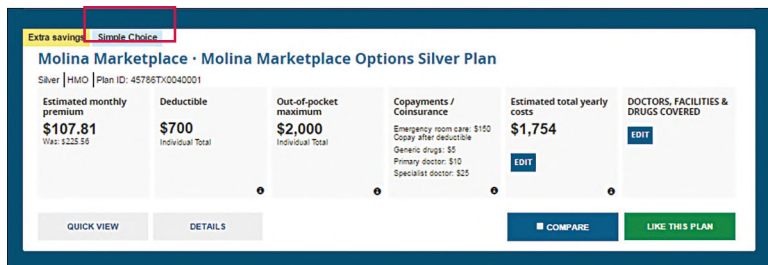 Extra savings Simple Choice
Molina Marketplace · Molina Marketplace Options Silver Plan
Silver | HMO | Plan ID: 45786TX0040001
Estimated monthly
premium
$107.81
Was: $225.56
Deductible
$700
Individual Total
Out-of-pocket
maximum
$2,000
Individual Total
Copayments /
Coinsurance
Emergency room care: $150
Copay after deductible
Generic drugs: $5
Primary doctor: $10
Specialist doctor: $25
Estimated total yearly
costs
$1,754
EDIT
DOCTORS, FACILITIES &
DRUGS COVERED
EDIT
QUICK VIEW
DETAILS
COMPARE
LIKE THIS PLAN